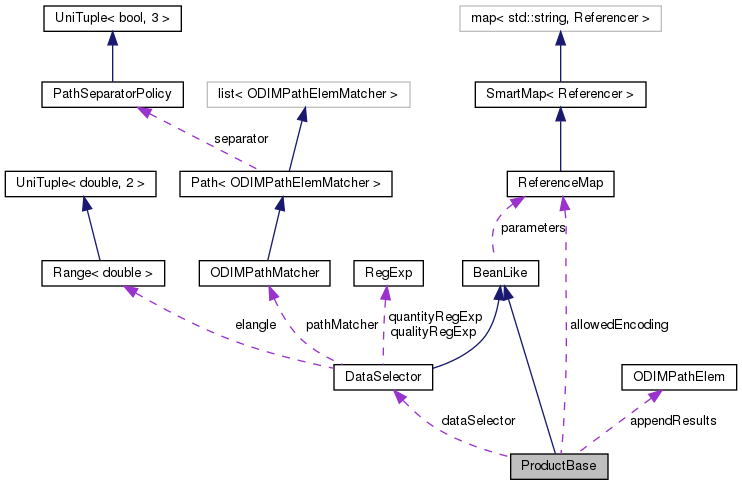 UniTuple< bool, 3 >
map< std::string, Referencer >
PathSeparatorPolicy
list< ODIMPathElemMatcher >
SmartMap< Referencer >
separator
UniTuple< double, 2 >
Path< ODIMPathElemMatcher >
ReferenceMap
parameters
Range< double >
ODIMPathMatcher
RegExp
BeanLike
elangle
pathMatcher
quantityRegExp
qualityRegExp
allowedEncoding
DataSelector
ODIMPathElem
dataSelector
appendResults
ProductBase